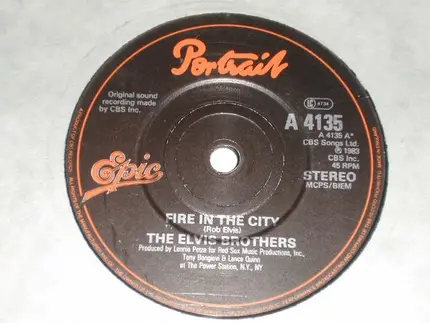 Portrait
Original sound
recording made
by CBS Inc.
4734
A 4135
A 4135 A*
CBS Songs Ltd.
℗ 1983
CBS Inc.
45 RPM
STEREO
MCPS/BIEM
Epic
FIRE IN THE CITY
(Rob Elvis)
THE ELVIS BROTHERS
Produced by Lennie Petze for Red Sox Music Productions, Inc.,
Tony Bongiovi & Lance Quinn
at The Power Station, N.Y., NY